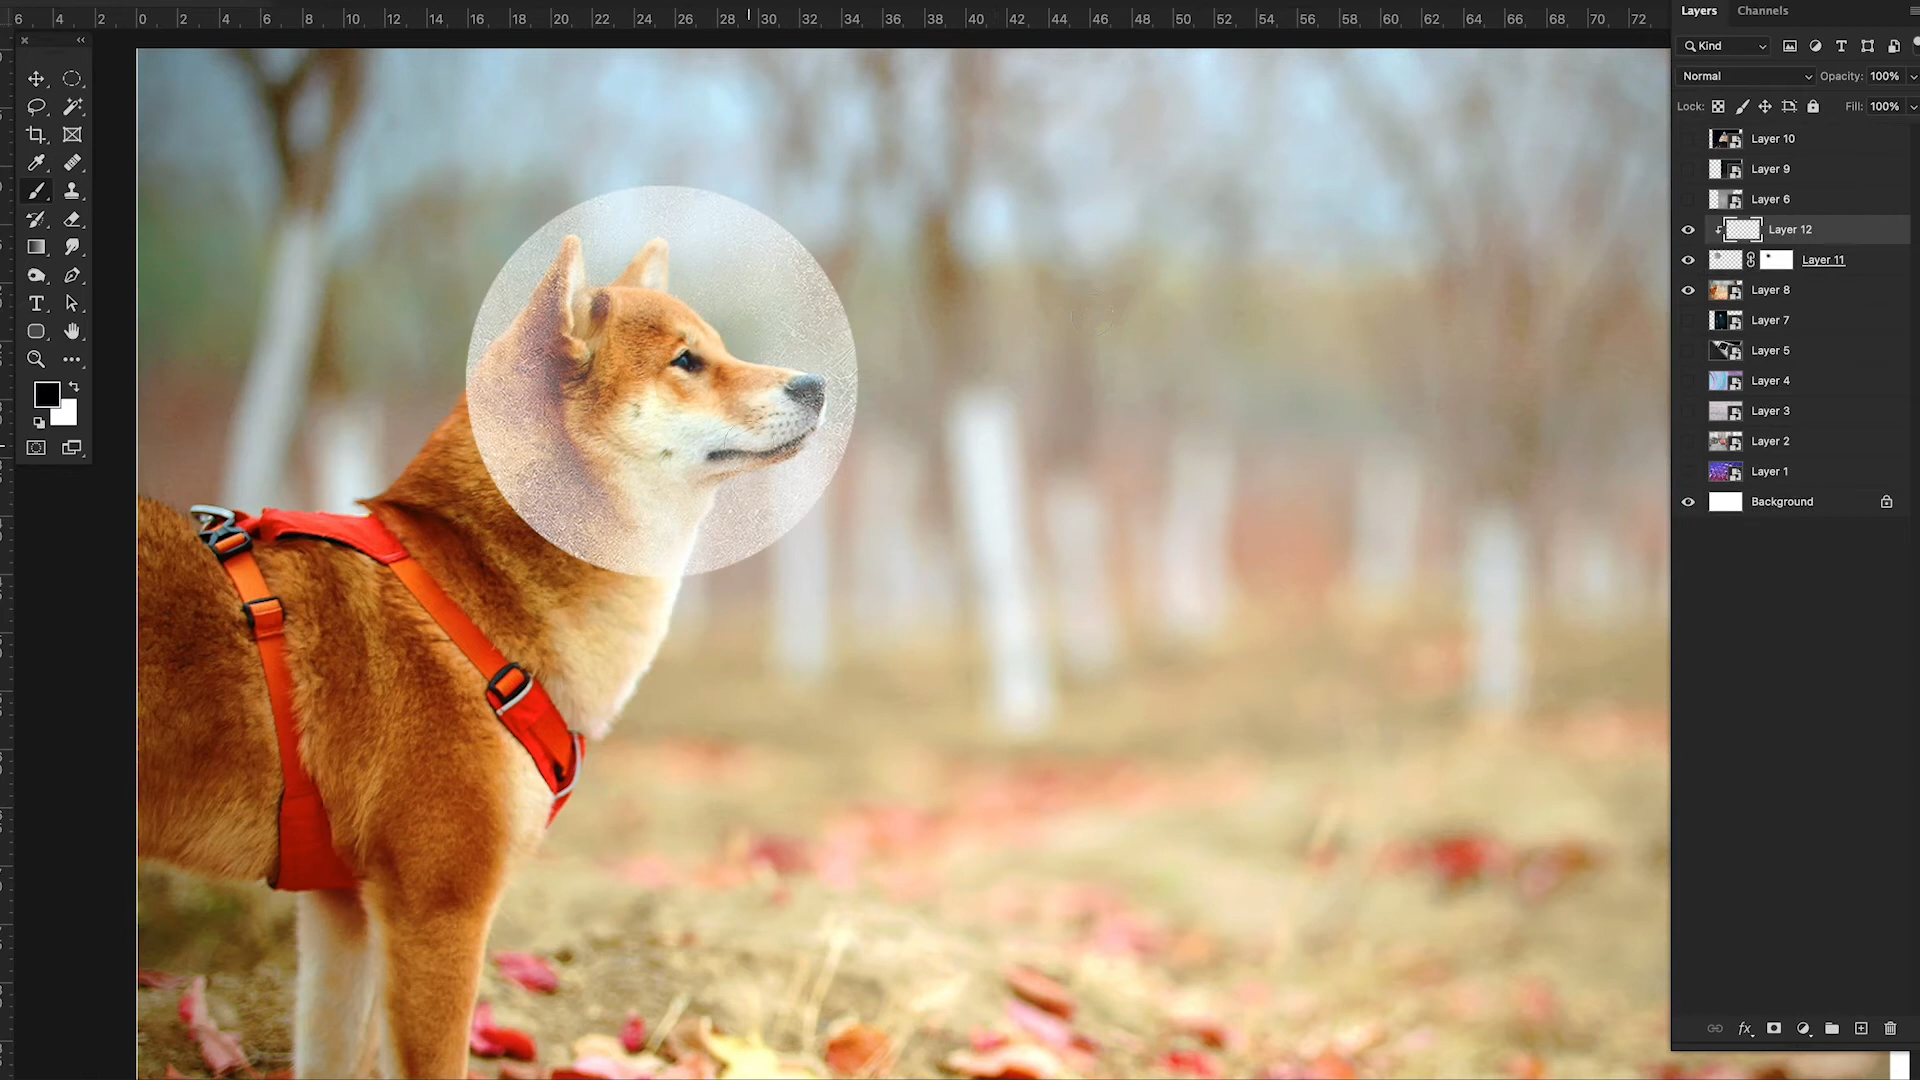 6 4 2 0 2 4 6 8 10 12 14 16 18 20 22 24 26 28 30 32 34 36 38 40 42 44 46 48 50 52 54 56 58 60 62 64 66 68 70 72
Layers Channels
Kind
Normal Opacity: 100%
Lock: Fill: 100%
Layer 10
Layer 9
Layer 6
Layer 12
Layer 11
Layer 8
Layer 7
Layer 5
Layer 4
Layer 3
Layer 2
Layer 1
Background
fx